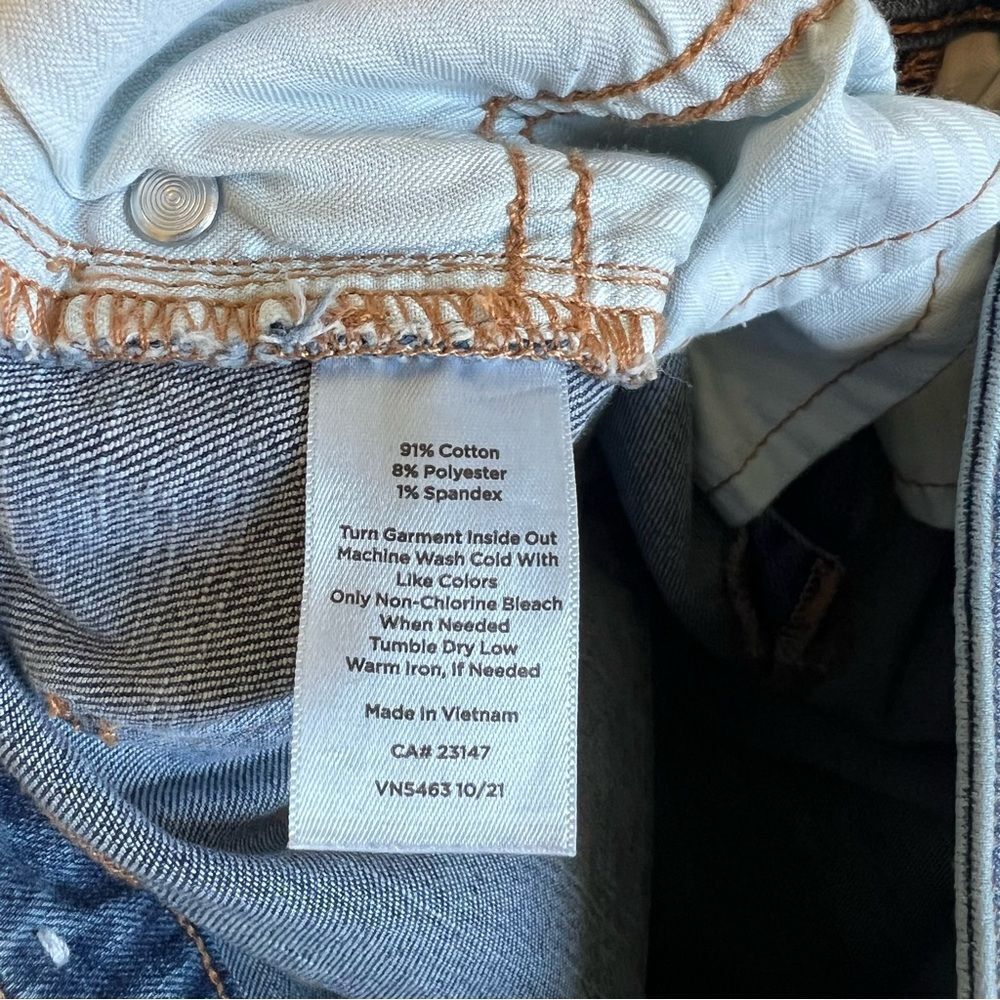 91% Cotton
8% Polyester
1% Spandex
Turn Garment Inside Out
Machine Wash Cold With
Like Colors
Only Non-Chlorine Bleach
When Needed
Tumble Dry Low
Warm Iron, If Needed
Made in Vietnam
CA# 23147
VN5463 10/21